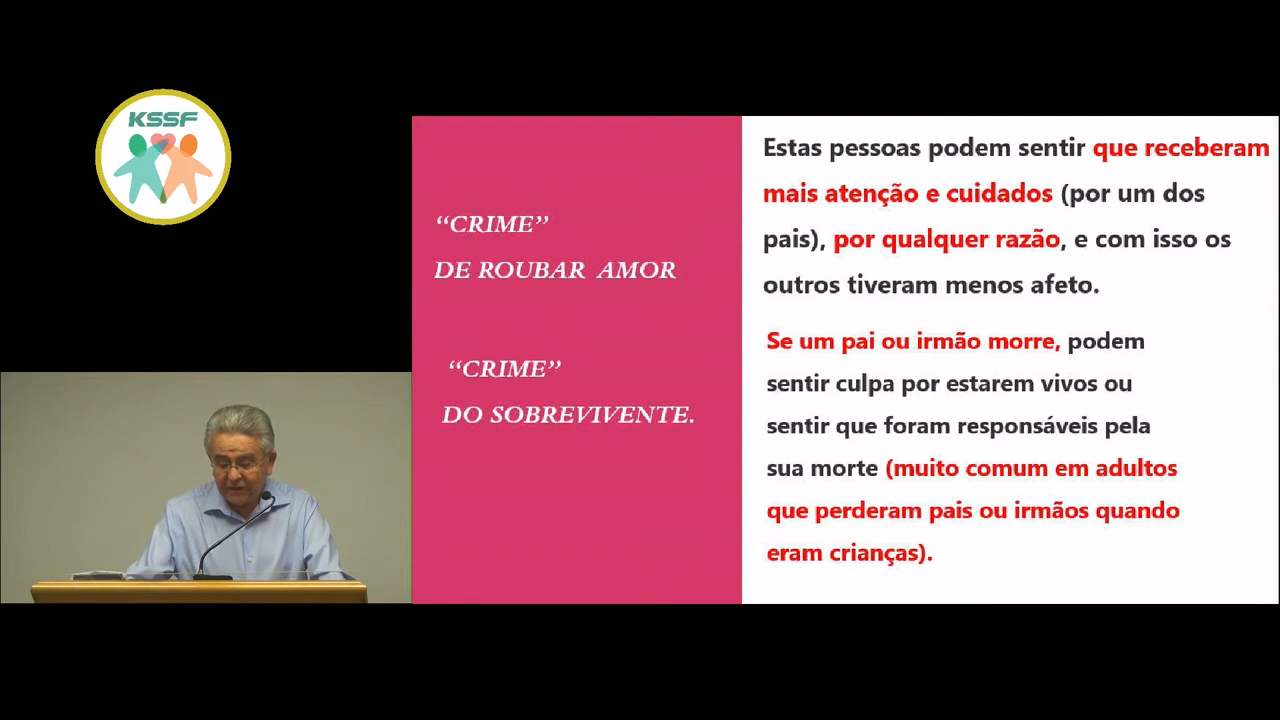 KSSF
“CRIME”
DE ROUBAR AMOR
“CRIME”
DO SOBREVIVENTE.
Estas pessoas podem sentir que receberam
mais atenção e cuidados (por um dos
pais), por qualquer razão, e com isso os
outros tiveram menos afeto.
Se um pai ou irmão morre, podem
sentir culpa por estarem vivos ou
sentir que foram responsáveis pela
sua morte (muito comum em adultos
que perderam pais ou irmãos quando
eram crianças).